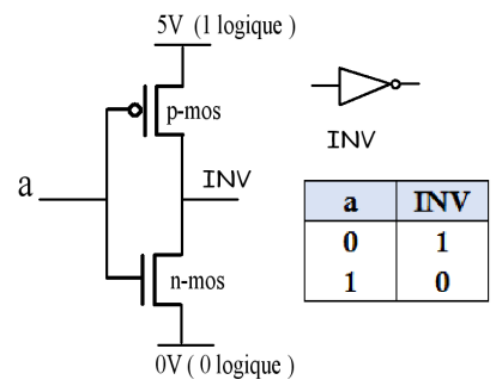 5V (1 logique )
p-mos
INV
a
INV
n-mos
0V ( 0 logique )
a INV
0 1
1 0